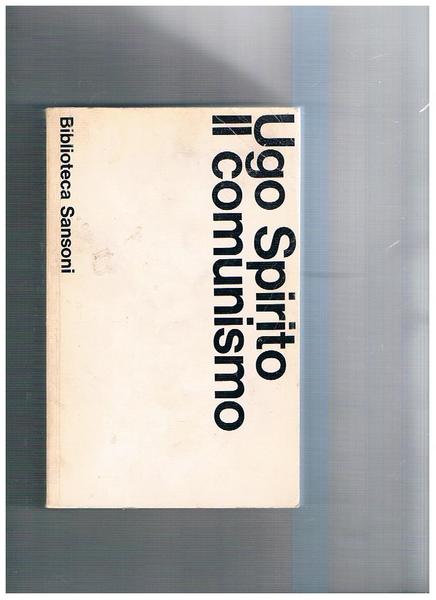 Ugo Spirito
Il comunismo
Biblioteca Sansoni